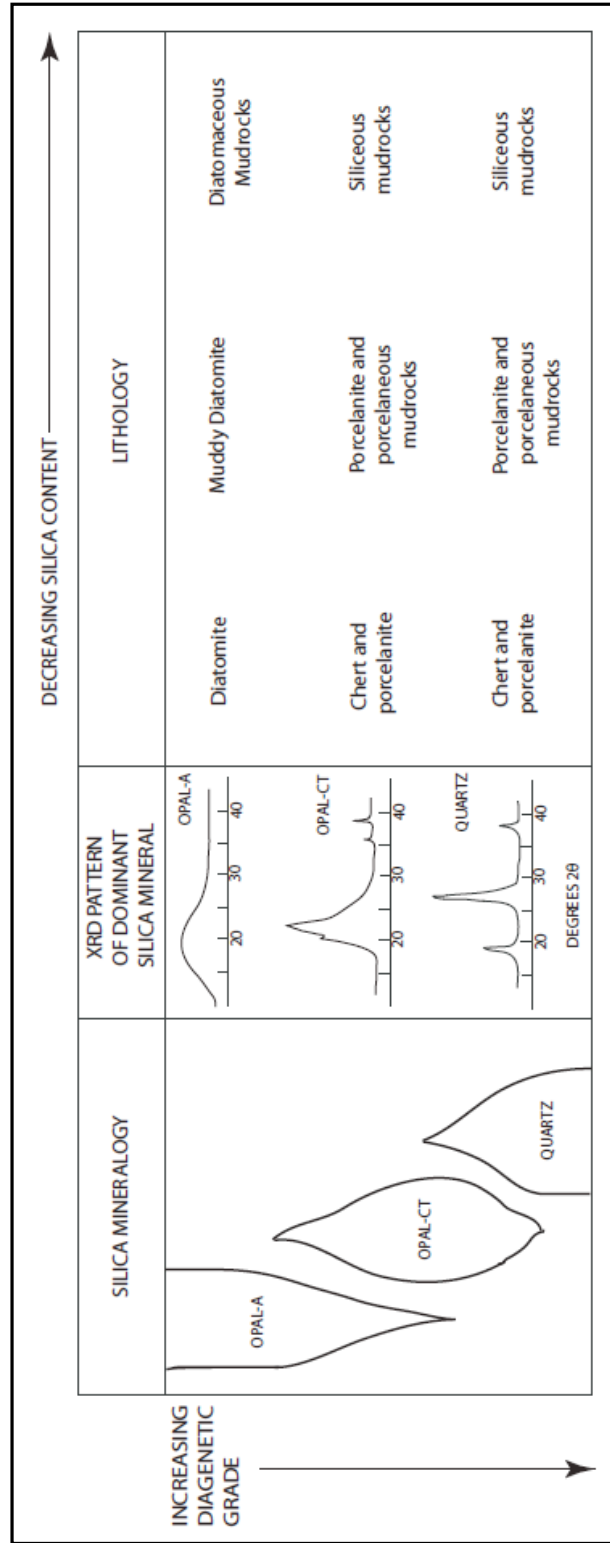 DECREASING SILICA CONTENT
SILICA MINERALOGY
XRD PATTERN
OF DOMINANT
SILICA MINERAL
LITHOLOGY
INCREASING
DIAGENETIC
GRADE
OPAL-A
OPAL-CT
QUARTZ
OPAL-A
20
30
40
OPAL-CT
20
30
40
QUARTZ
20
30
40
DEGREES 2θ
Diatomite
Muddy Diatomite
Diatomaceous
Mudrocks
Chert and
porcelanite
Porcelanite and
porcelaneous
mudrocks
Siliceous
mudrocks
Chert and
porcelanite
Porcelanite and
porcelaneous
mudrocks
Siliceous
mudrocks